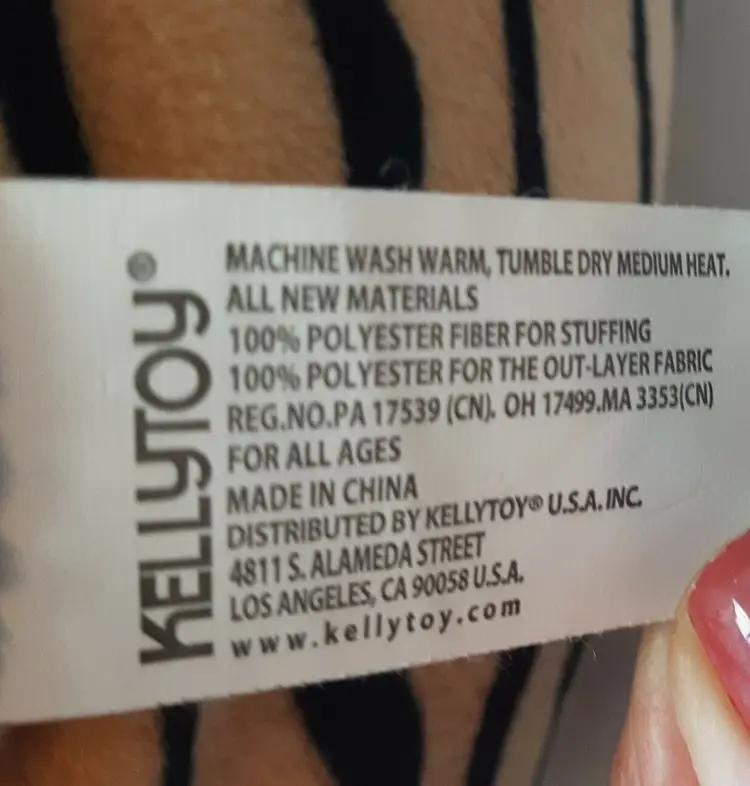 KELLYTOY®
MACHINE WASH WARM, TUMBLE DRY MEDIUM HEAT.
ALL NEW MATERIALS
100% POLYESTER FIBER FOR STUFFING
100% POLYESTER FOR THE OUT-LAYER FABRIC
REG.NO.PA 17539 (CN). OH 17499.MA 3353(CN)
FOR ALL AGES
MADE IN CHINA
DISTRIBUTED BY KELLYTOY® U.S.A. INC.
4811 S. ALAMEDA STREET
LOS ANGELES, CA 90058 U.S.A.
www.kellytoy.com